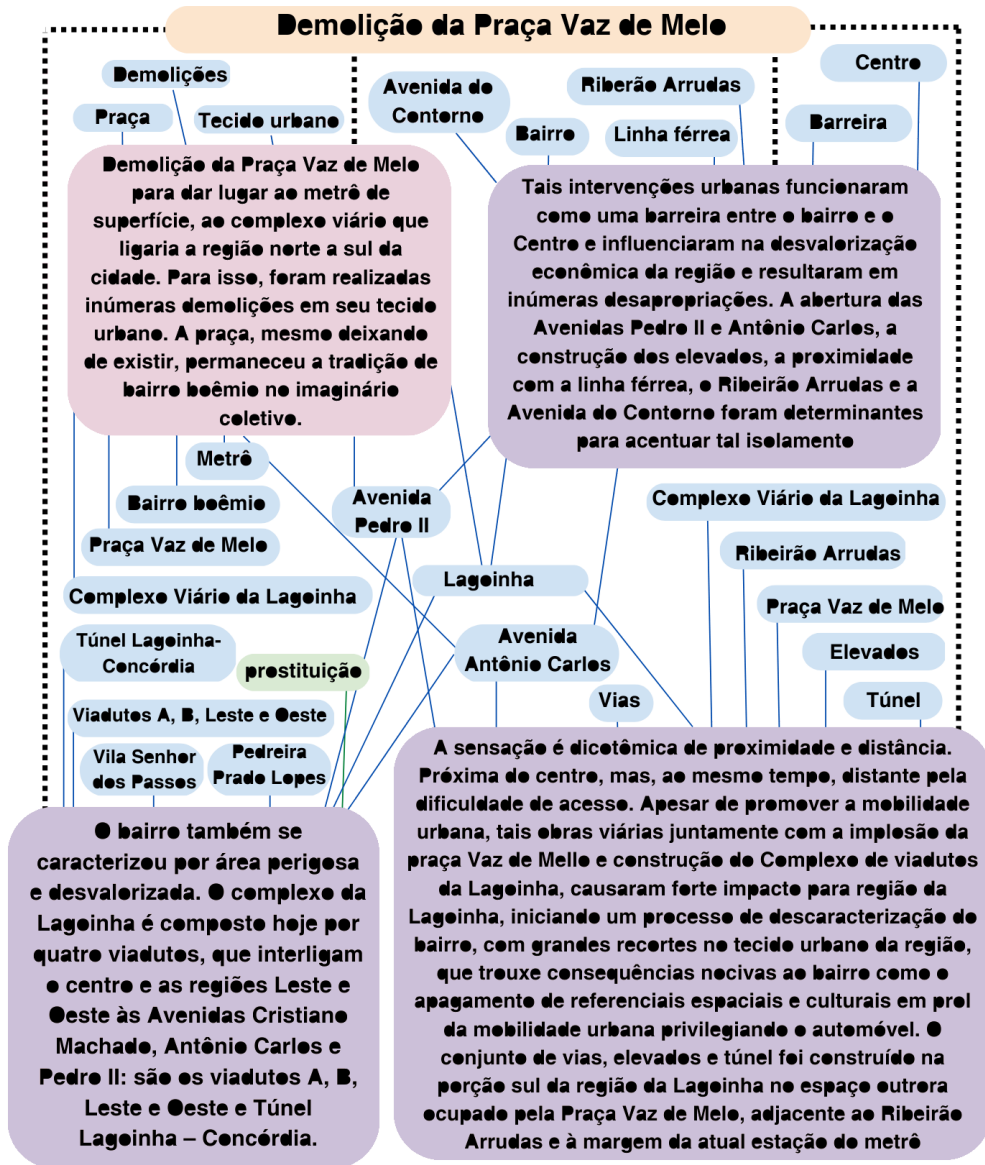 Demolição da Praça Vaz de Melo
Demolições
Praça
Tecido urbano
Avenida do
Contorno
Bairro
Riberão Arrudas
Linha férrea
Centro
Barreira
Demolição da Praça Vaz de Melo
para dar lugar ao metrô de
superfície, ao complexo viário que
ligaria a região norte a sul da
cidade. Para isso, foram realizadas
inúmeras demolições em seu tecido
urbano. A praça, mesmo deixando
de existir, permaneceu a tradição de
bairro boêmio no imaginário
coletivo.
Tais intervenções urbanas funcionaram
como uma barreira entre o bairro e o
Centro e influenciaram na desvalorização
econômica da região e resultaram em
inúmeras desapropriações. A abertura das
Avenidas Pedro II e Antônio Carlos, a
construção dos elevados, a proximidade
com a linha férrea, o Ribeirão Arrudas e a
Avenida do Contorno foram determinantes
para acentuar tal isolamento
Metrô
Bairro boêmio
Praça Vaz de Melo
Complexo Viário da Lagoinha
Avenida
Pedro II
Lagoinha
Avenida
Antônio Carlos
Vias
Complexo Viário da Lagoinha
Ribeirão Arrudas
Praça Vaz de Melo
Elevados
Túnel
Túnel Lagoinha-
Concórdia
prostituição
Viadutos A, B, Leste e Oeste
Vila Senhor
dos Passos
Pedreira
Prado Lopes
O bairro também se
caracterizou por área perigosa
e desvalorizada. O complexo da
Lagoinha é composto hoje por
quatro viadutos, que interligam
o centro e as regiões Leste e
Oeste às Avenidas Cristiano
Machado, Antônio Carlos e
Pedro II: são os viadutos A, B,
Leste e Oeste e Túnel
Lagoinha – Concórdia.
A sensação é dicotômica de proximidade e distância.
Próxima do centro, mas, ao mesmo tempo, distante pela
dificuldade de acesso. Apesar de promover a mobilidade
urbana, tais obras viárias juntamente com a implosão da
praça Vaz de Mello e construção do Complexo de viadutos
da Lagoinha, causaram forte impacto para região da
Lagoinha, iniciando um processo de descaracterização do
bairro, com grandes recortes no tecido urbano da região,
que trouxe consequências nocivas ao bairro como o
apagamento de referenciais espaciais e culturais em prol
da mobilidade urbana privilegiando o automóvel. O
conjunto de vias, elevados e túnel foi construído na
porção sul da região da Lagoinha no espaço outrora
ocupado pela Praça Vaz de Melo, adjacente ao Ribeirão
Arrudas e à margem da atual estação do metrô